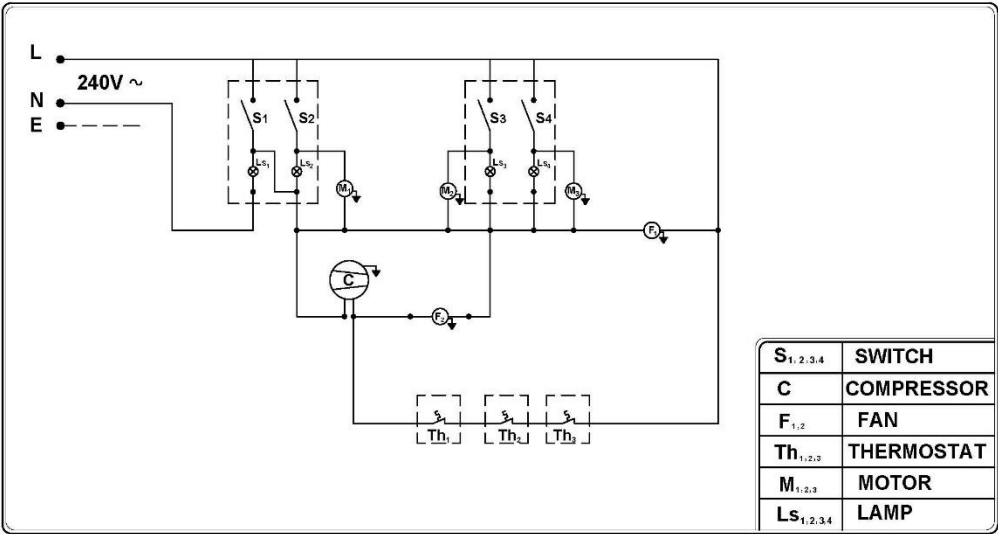 L
240V ~
N
E
S1 S2 S3 S4
Ls1 Ls2 Ls3 Ls4
M1 M2 M3
F1
C
F2
Th1 Th2 Th3
S1,2,3,4 SWITCH
C COMPRESSOR
F1,2 FAN
Th1,2,3 THERMOSTAT
M1,2,3 MOTOR
Ls1,2,3,4 LAMP